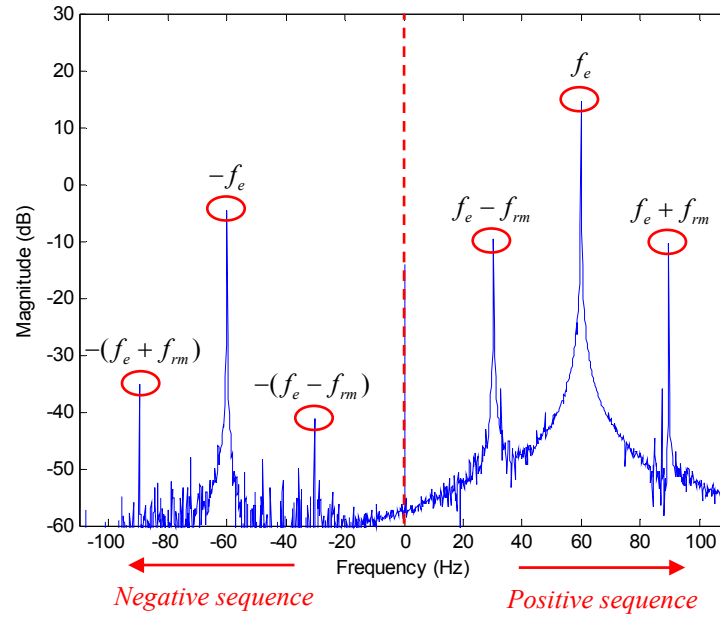 30
20
10
0
-10
-20
-30
-40
-50
-60
Magnitude (dB)
f_e
−f_e
f_e − f_rm
f_e + f_rm
−(f_e + f_rm)
−(f_e − f_rm)
-100 -80 -60 -40 -20 0 20 40 60 80 100
Frequency (Hz)
Negative sequence
Positive sequence